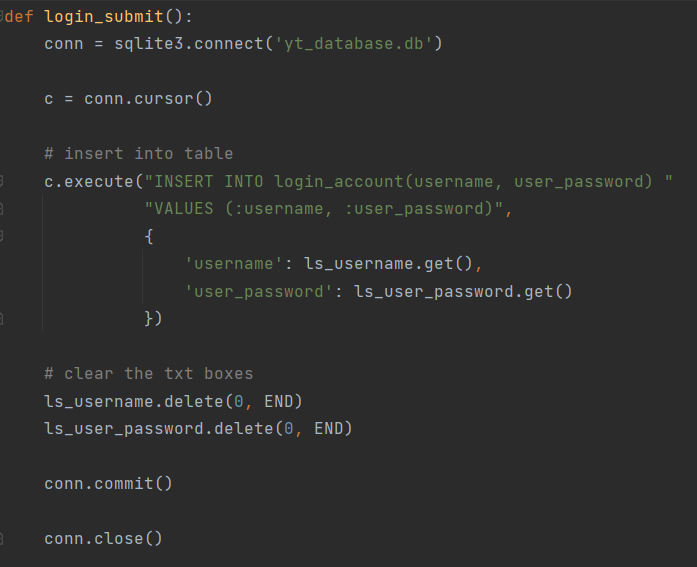 def login_submit():
    conn = sqlite3.connect('yt_database.db')
    c = conn.cursor()
    # insert into table
    c.execute("INSERT INTO login_account(username, user_password) "
              "VALUES (:username, :user_password)",
              {
                  'username': ls_username.get(),
                  'user_password': ls_user_password.get()
              })
    # clear the txt boxes
    ls_username.delete(0, END)
    ls_user_password.delete(0, END)
    conn.commit()
    conn.close()